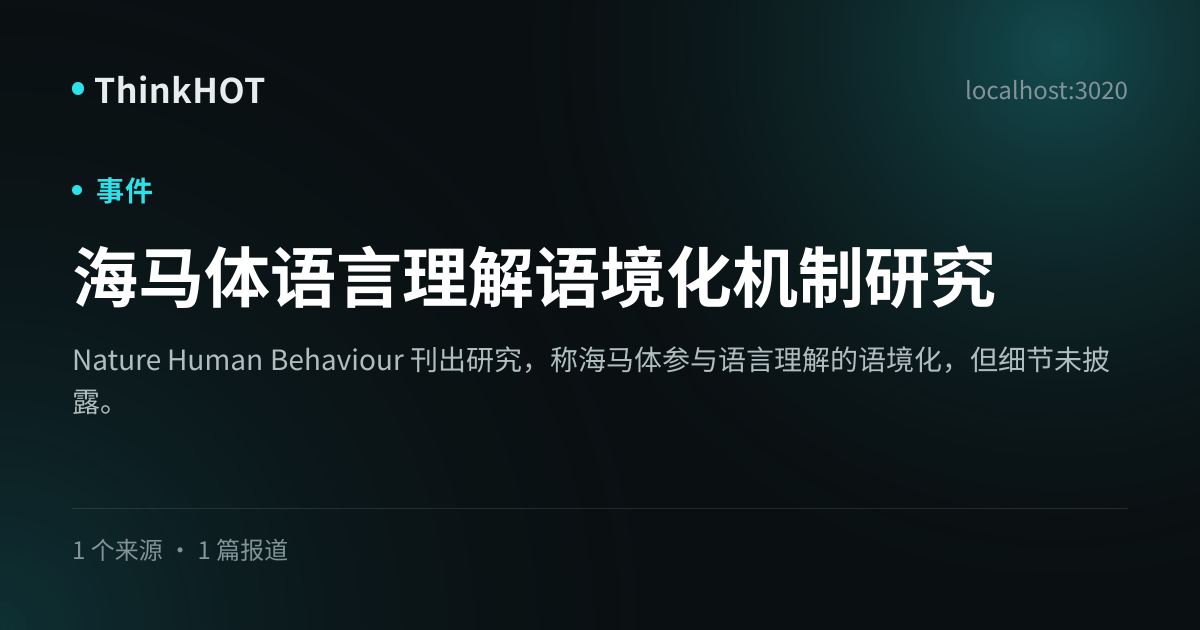 ThinkHOT
localhost:3020
事件
海马体语言理解语境化机制研究
Nature Human Behaviour 刊出研究，称海马体参与语言理解的语境化，但细节未披
露。
1 个来源 · 1 篇报道